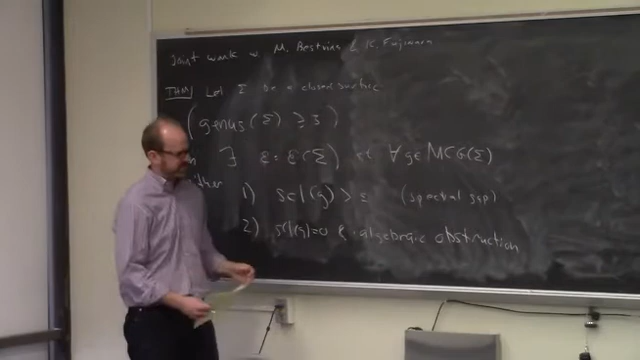 Joint work w. M. Bestvina & K. Fujiwara
THM) Let Σ be a closed surface.
(genus(Σ) ≥ 3)
∃ ε = ε(Σ) st ∀ g∈MCG(Σ)
either 1) scl(g) > ε (spectral gap)
2) scl(g)=0 & algebraic obstruction